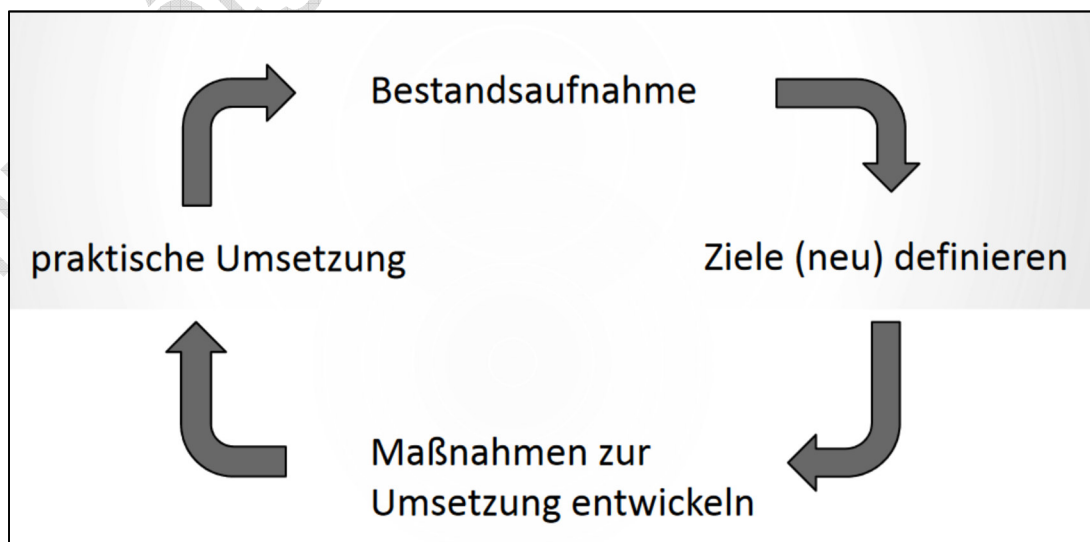 Bestandsaufnahme
praktische Umsetzung
Ziele (neu) definieren
Maßnahmen zur
Umsetzung entwickeln